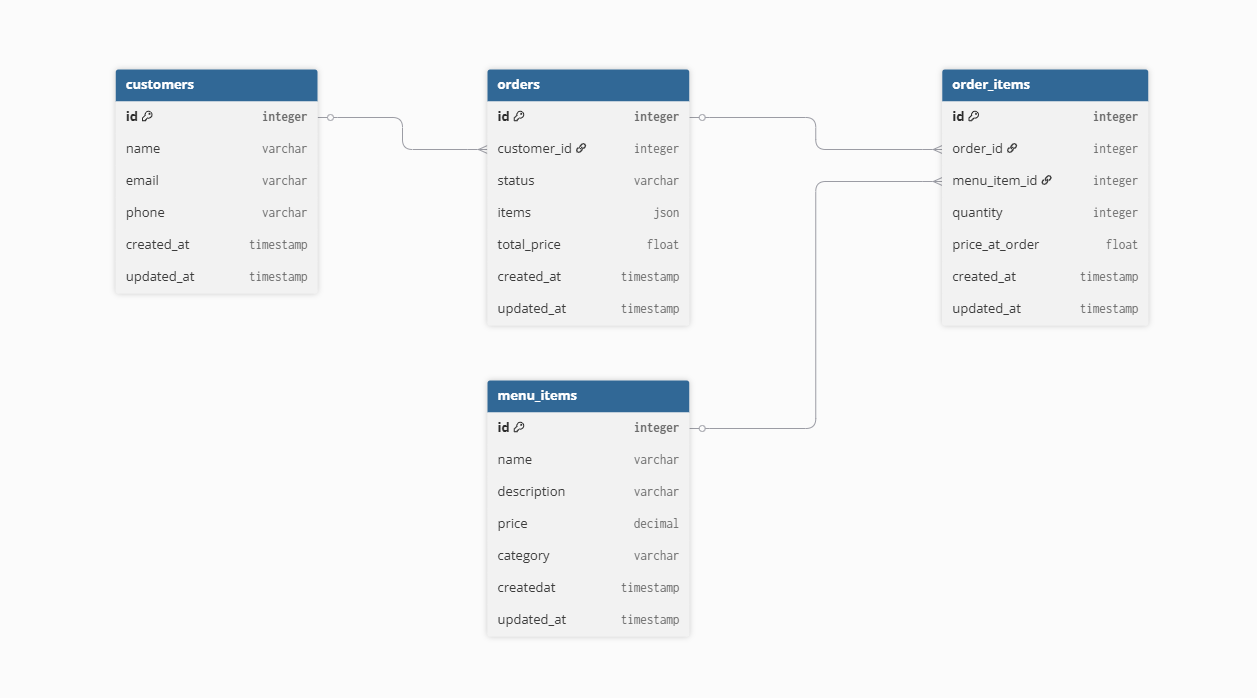 customers
id integer
name varchar
email varchar
phone varchar
created_at timestamp
updated_at timestamp
orders
id integer
customer_id integer
status varchar
items json
total_price float
created_at timestamp
updated_at timestamp
order_items
id integer
order_id integer
menu_item_id integer
quantity integer
price_at_order float
created_at timestamp
updated_at timestamp
menu_items
id integer
name varchar
description varchar
price decimal
category varchar
createdat timestamp
updated_at timestamp